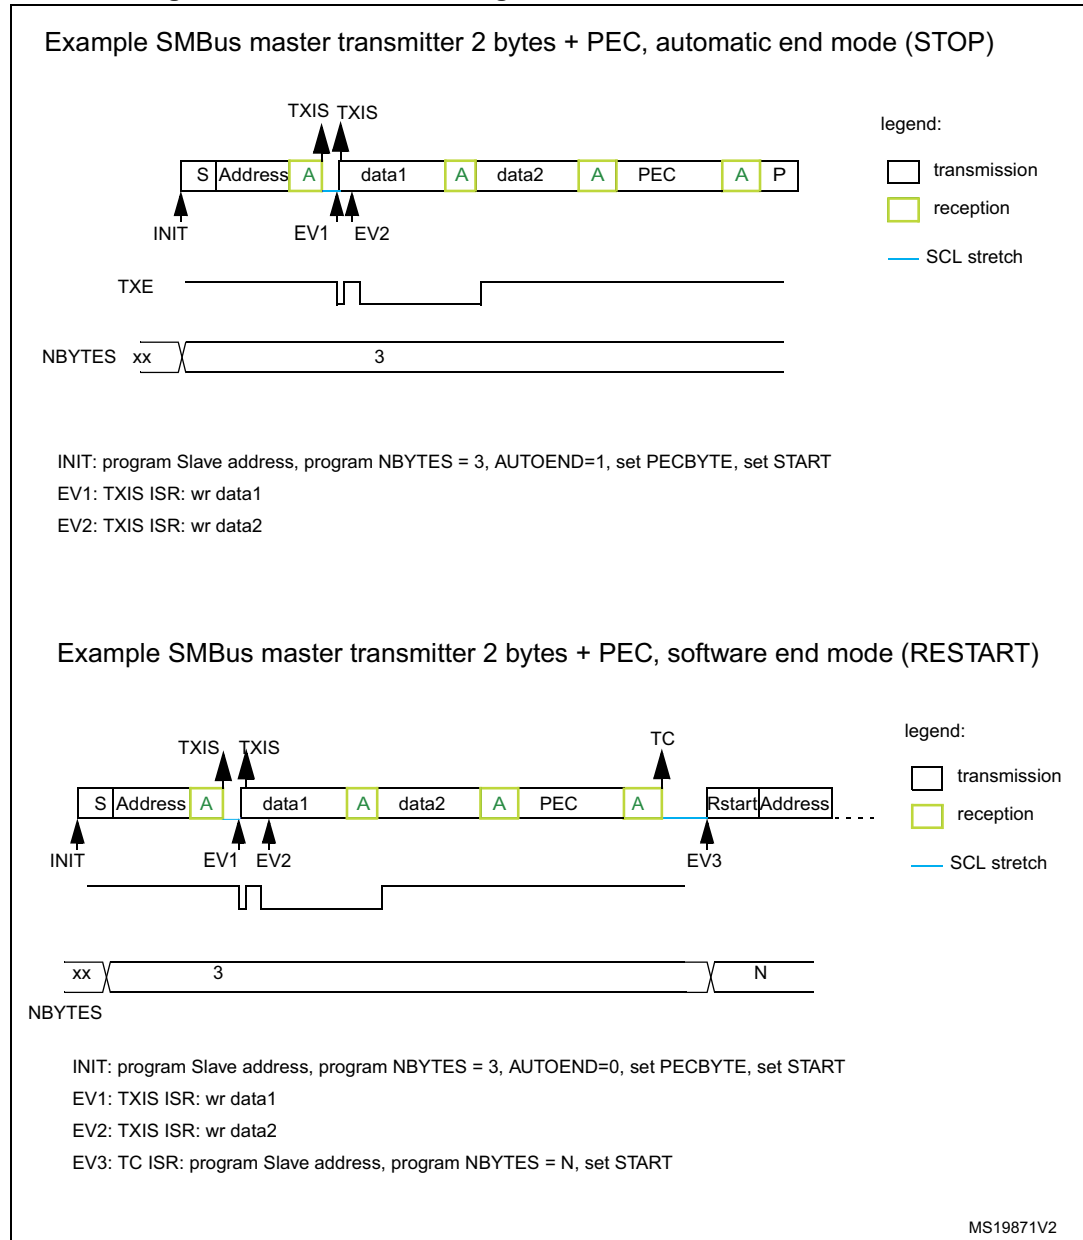 Example SMBus master transmitter 2 bytes + PEC, automatic end mode (STOP)
TXIS TXIS
legend:
S Address A data1 A data2 A PEC A P
transmission
reception
INIT EV1 EV2
SCL stretch
TXE
NBYTES xx 3
INIT: program Slave address, program NBYTES = 3, AUTOEND=1, set PECBYTE, set START
EV1: TXIS ISR: wr data1
EV2: TXIS ISR: wr data2
Example SMBus master transmitter 2 bytes + PEC, software end mode (RESTART)
TXIS TXIS TC
legend:
S Address A data1 A data2 A PEC A Rstart Address
transmission
reception
INIT EV1 EV2 EV3
SCL stretch
xx 3 N
NBYTES
INIT: program Slave address, program NBYTES = 3, AUTOEND=0, set PECBYTE, set START
EV1: TXIS ISR: wr data1
EV2: TXIS ISR: wr data2
EV3: TC ISR: program Slave address, program NBYTES = N, set START
MS19871V2